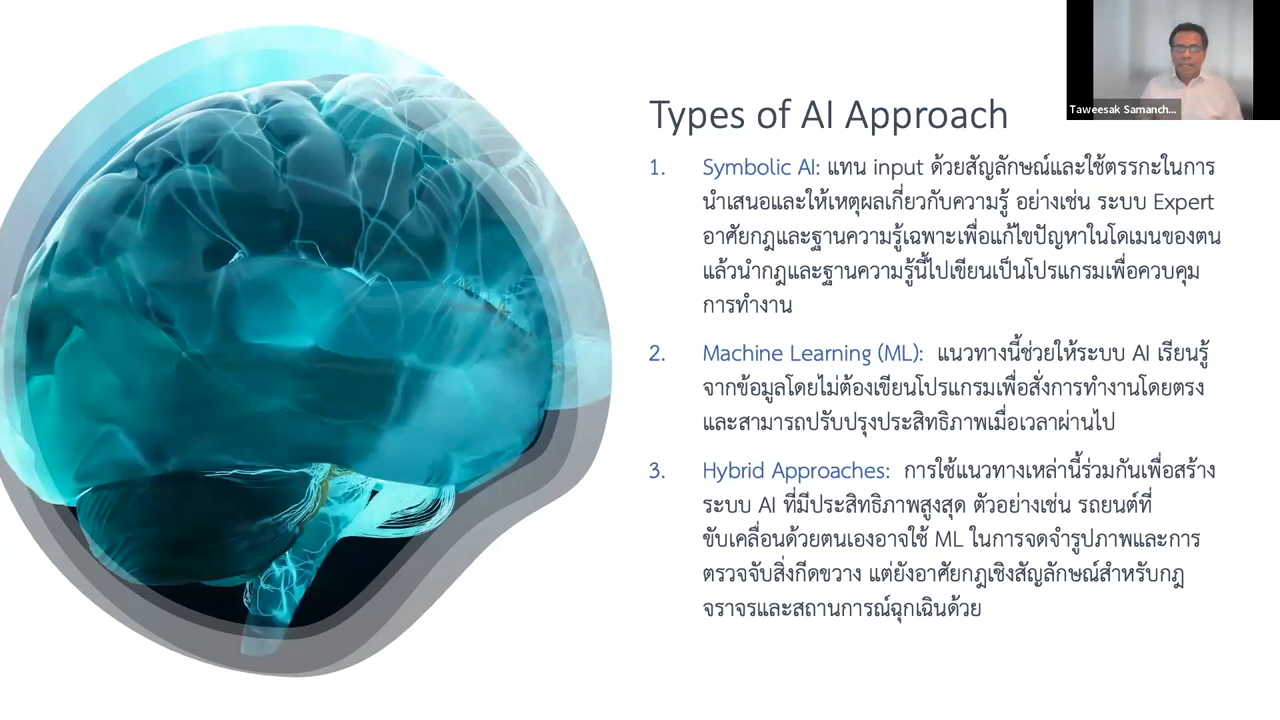 Taweesak Samanch...
Types of AI Approach
1. Symbolic AI: แทน input ด้วยสัญลักษณ์และใช้ตรรกะในการ
นำเสนอและให้เหตุผลเกี่ยวกับความรู้ อย่างเช่น ระบบ Expert
อาศัยกฎและฐานความรู้เฉพาะเพื่อแก้ไขปัญหาในโดเมนของตน
แล้วนำกฎและฐานความรู้นี้ไปเขียนเป็นโปรแกรมเพื่อควบคุม
การทำงาน
2. Machine Learning (ML): แนวทางนี้ช่วยให้ระบบ AI เรียนรู้
จากข้อมูลโดยไม่ต้องเขียนโปรแกรมเพื่อสั่งการทำงานโดยตรง
และสามารถปรับปรุงประสิทธิภาพเมื่อเวลาผ่านไป
3. Hybrid Approaches: การใช้แนวทางเหล่านี้ร่วมกันเพื่อสร้าง
ระบบ AI ที่มีประสิทธิภาพสูงสุด ตัวอย่างเช่น รถยนต์ที่
ขับเคลื่อนด้วยตนเองอาจใช้ ML ในการจดจำรูปภาพและการ
ตรวจจับสิ่งกีดขวาง แต่ยังอาศัยกฎเชิงสัญลักษณ์สำหรับกฎ
จราจรและสถานการณ์ฉุกเฉินด้วย